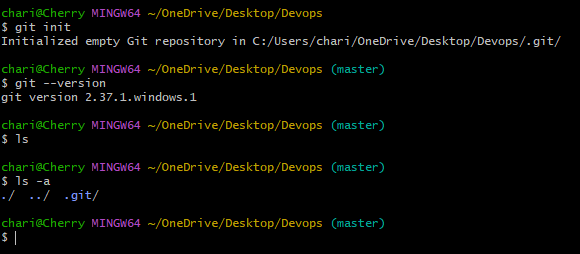 chari@Cherry MINGW64 ~/OneDrive/Desktop/Devops
$ git init
Initialized empty Git repository in C:/Users/chari/OneDrive/Desktop/Devops/.git/
chari@Cherry MINGW64 ~/OneDrive/Desktop/Devops (master)
$ git --version
git version 2.37.1.windows.1
chari@Cherry MINGW64 ~/OneDrive/Desktop/Devops (master)
$ ls
chari@Cherry MINGW64 ~/OneDrive/Desktop/Devops (master)
$ ls -a
./  ../  .git/
chari@Cherry MINGW64 ~/OneDrive/Desktop/Devops (master)
$